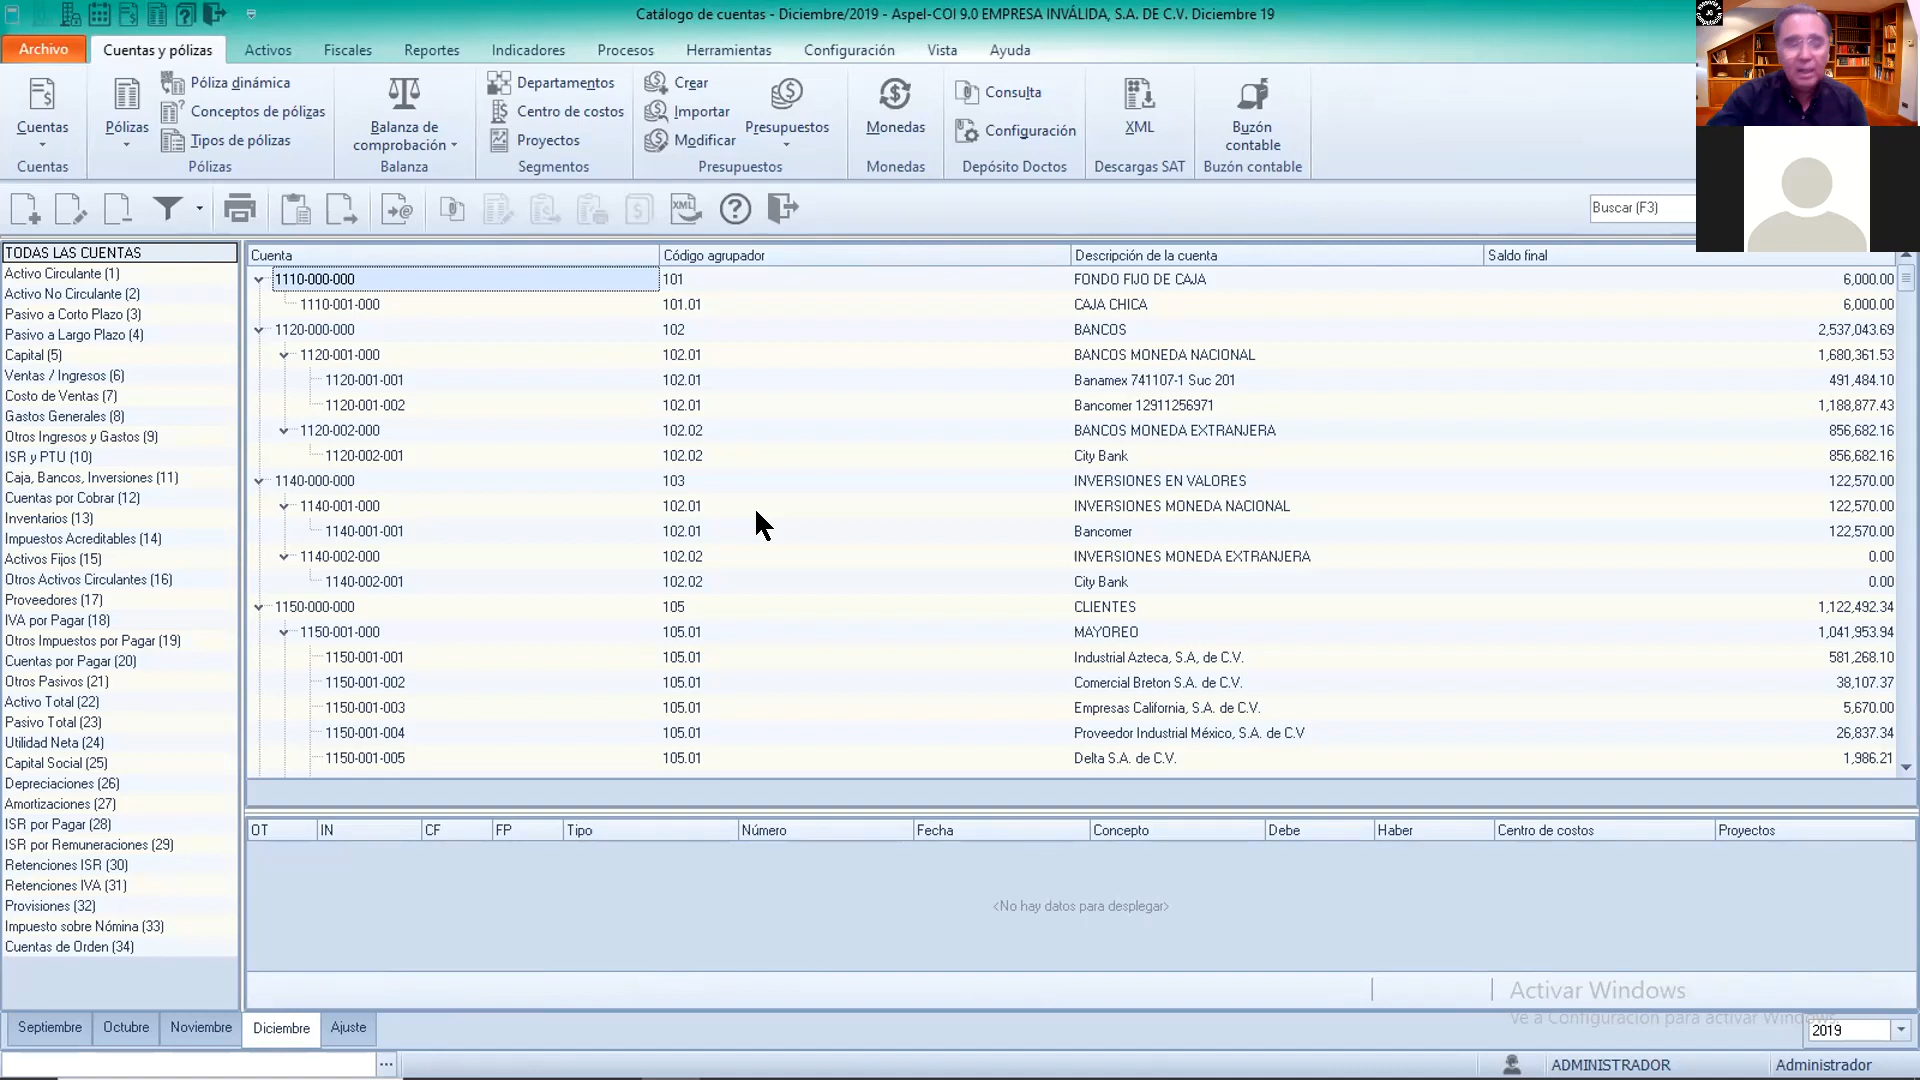 Catálogo de cuentas - Diciembre/2019 - Aspel-COI 9.0 EMPRESA INVÁLIDA, S.A. DE C.V. Diciembre 19
Archivo Cuentas y pólizas Activos Fiscales Reportes Indicadores Procesos Herramientas Configuración Vista Ayuda
Cuentas
Cuentas
Pólizas
Póliza dinámica
Conceptos de pólizas
Tipos de pólizas
Pólizas
Balanza de
comprobación
Balanza
Departamentos
Centro de costos
Proyectos
Segmentos
Crear
Importar
Modificar
Presupuestos
Presupuestos
Monedas
Monedas
Consulta
Configuración
Depósito Doctos
XML
Descargas SAT
Buzón
contable
Buzón contable
XML
Buscar (F3)
TODAS LAS CUENTAS
Activo Circulante (1)
Activo No Circulante (2)
Pasivo a Corto Plazo (3)
Pasivo a Largo Plazo (4)
Capital (5)
Ventas / Ingresos (6)
Costo de Ventas (7)
Gastos Generales (8)
Otros Ingresos y Gastos (9)
ISR y PTU (10)
Caja, Bancos, Inversiones (11)
Cuentas por Cobrar (12)
Inventarios (13)
Impuestos Acreditables (14)
Activos Fijos (15)
Otros Activos Circulantes (16)
Proveedores (17)
IVA por Pagar (18)
Otros Impuestos por Pagar (19)
Cuentas por Pagar (20)
Otros Pasivos (21)
Activo Total (22)
Pasivo Total (23)
Utilidad Neta (24)
Capital Social (25)
Depreciaciones (26)
Amortizaciones (27)
ISR por Pagar (28)
ISR por Remuneraciones (29)
Retenciones ISR (30)
Retenciones IVA (31)
Provisiones (32)
Impuesto sobre Nómina (33)
Cuentas de Orden (34)
Cuenta Código agrupador Descripción de la cuenta Saldo final
1110-000-000 101 FONDO FIJO DE CAJA 6,000.00
1110-001-000 101.01 CAJA CHICA 6,000.00
1120-000-000 102 BANCOS 2,537,043.69
1120-001-000 102.01 BANCOS MONEDA NACIONAL 1,680,361.53
1120-001-001 102.01 Banamex 741107-1 Suc 201 491,484.10
1120-001-002 102.01 Bancomer 12911256971 1,188,877.43
1120-002-000 102.02 BANCOS MONEDA EXTRANJERA 856,682.16
1120-002-001 102.02 City Bank 856,682.16
1140-000-000 103 INVERSIONES EN VALORES 122,570.00
1140-001-000 102.01 INVERSIONES MONEDA NACIONAL 122,570.00
1140-001-001 102.01 Bancomer 122,570.00
1140-002-000 102.02 INVERSIONES MONEDA EXTRANJERA 0.00
1140-002-001 102.02 City Bank 0.00
1150-000-000 105 CLIENTES 1,122,492.34
1150-001-000 105.01 MAYOREO 1,041,953.94
1150-001-001 105.01 Industrial Azteca, S.A, de C.V. 581,268.10
1150-001-002 105.01 Comercial Breton S.A. de C.V. 38,107.37
1150-001-003 105.01 Empresas California, S.A. de C.V. 5,670.00
1150-001-004 105.01 Proveedor Industrial México, S.A. de C.V 26,837.34
1150-001-005 105.01 Delta S.A. de C.V. 1,986.21
OT IN CF FP Tipo Número Fecha Concepto Debe Haber Centro de costos Proyectos
<No hay datos para desplegar>
Activar Windows
Ve a Configuración para activar Windows.
Septiembre Octubre Noviembre Diciembre Ajuste 2019
... ADMINISTRADOR Administrador